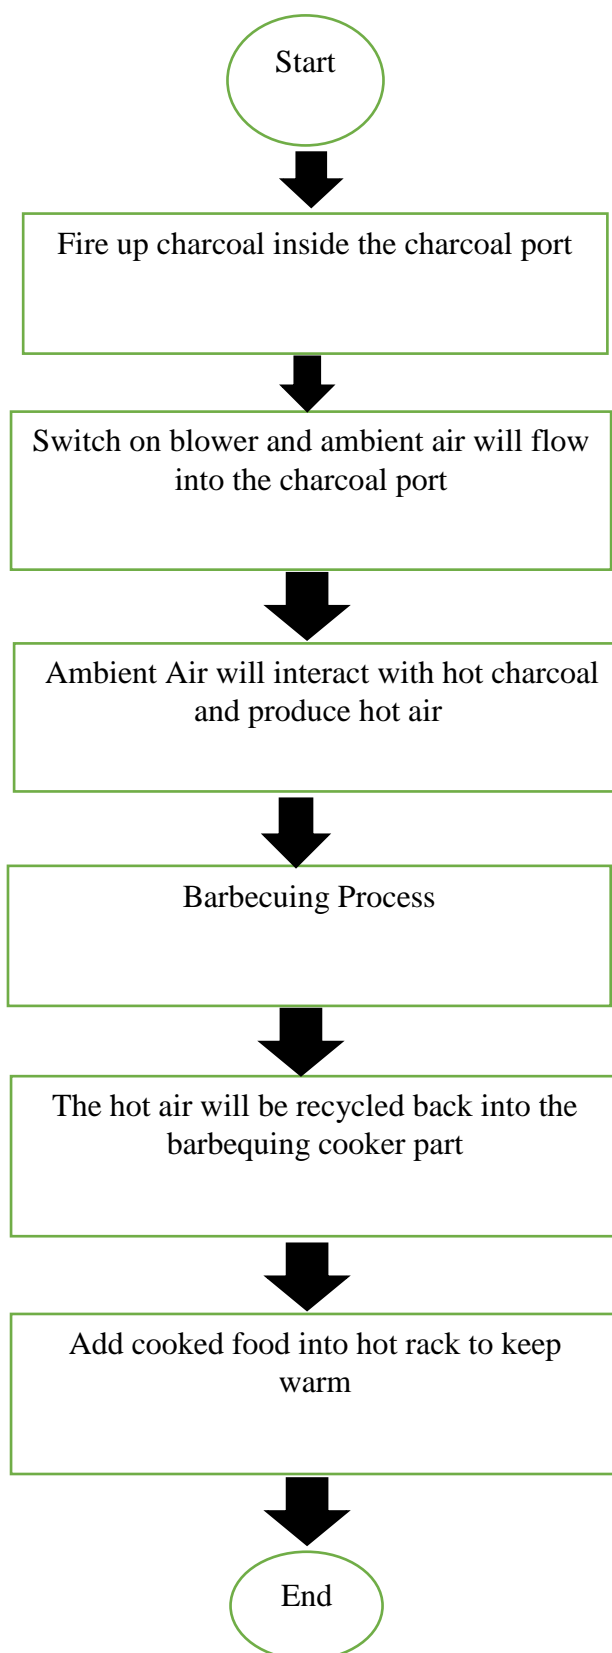 Start
Fire up charcoal inside the charcoal port
Switch on blower and ambient air will flow
into the charcoal port
Ambient Air will interact with hot charcoal
and produce hot air
Barbecuing Process
The hot air will be recycled back into the
barbequing cooker part
Add cooked food into hot rack to keep
warm
End